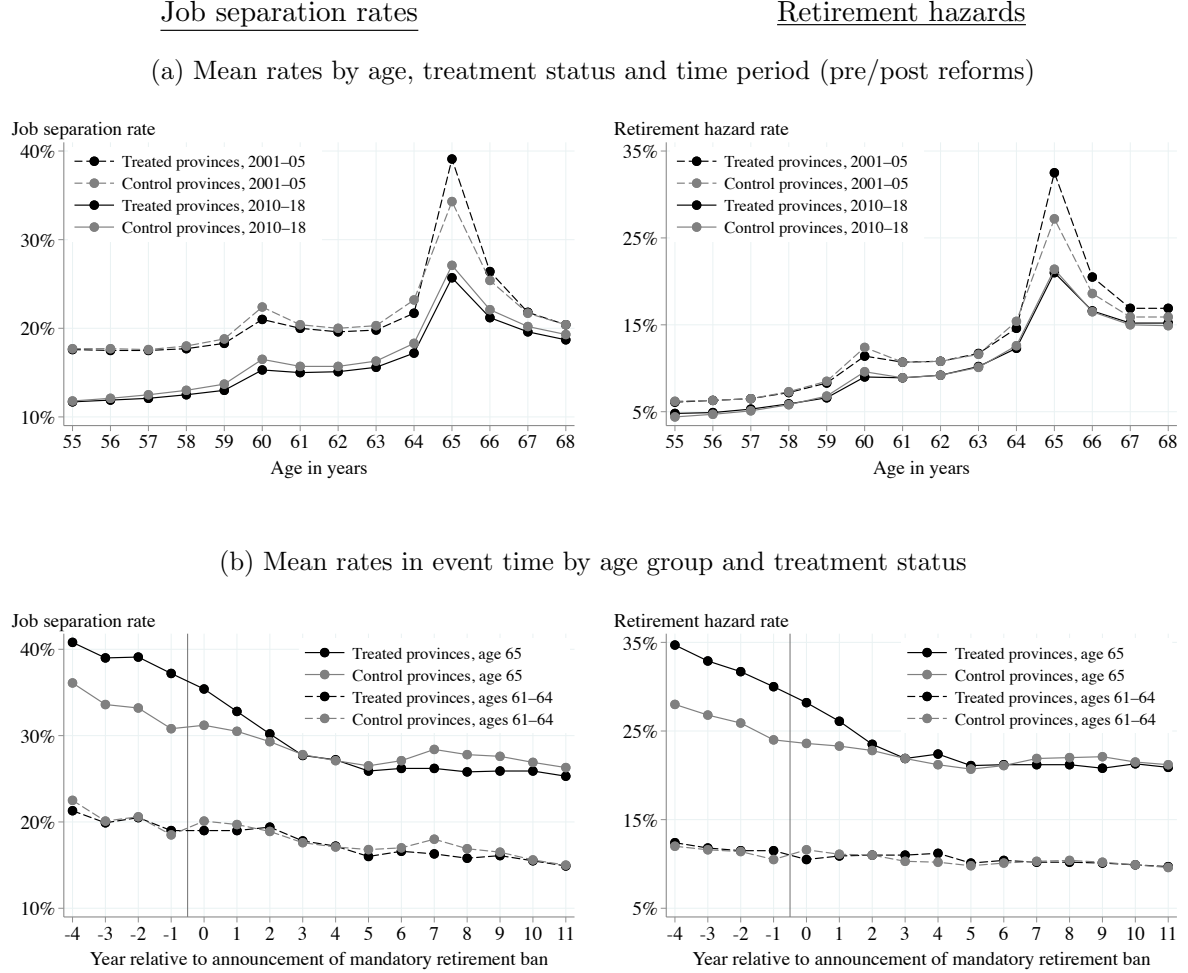 Job separation rates
Retirement hazards
(a) Mean rates by age, treatment status and time period (pre/post reforms)
Job separation rate
40%
30%
20%
10%
Treated provinces, 2001–05
Control provinces, 2001–05
Treated provinces, 2010–18
Control provinces, 2010–18
55 56 57 58 59 60 61 62 63 64 65 66 67 68
Age in years
Retirement hazard rate
35%
25%
15%
5%
Treated provinces, 2001–05
Control provinces, 2001–05
Treated provinces, 2010–18
Control provinces, 2010–18
55 56 57 58 59 60 61 62 63 64 65 66 67 68
Age in years
(b) Mean rates in event time by age group and treatment status
Job separation rate
40%
30%
20%
10%
Treated provinces, age 65
Control provinces, age 65
Treated provinces, ages 61–64
Control provinces, ages 61–64
-4 -3 -2 -1 0 1 2 3 4 5 6 7 8 9 10 11
Year relative to announcement of mandatory retirement ban
Retirement hazard rate
35%
25%
15%
5%
Treated provinces, age 65
Control provinces, age 65
Treated provinces, ages 61–64
Control provinces, ages 61–64
-4 -3 -2 -1 0 1 2 3 4 5 6 7 8 9 10 11
Year relative to announcement of mandatory retirement ban